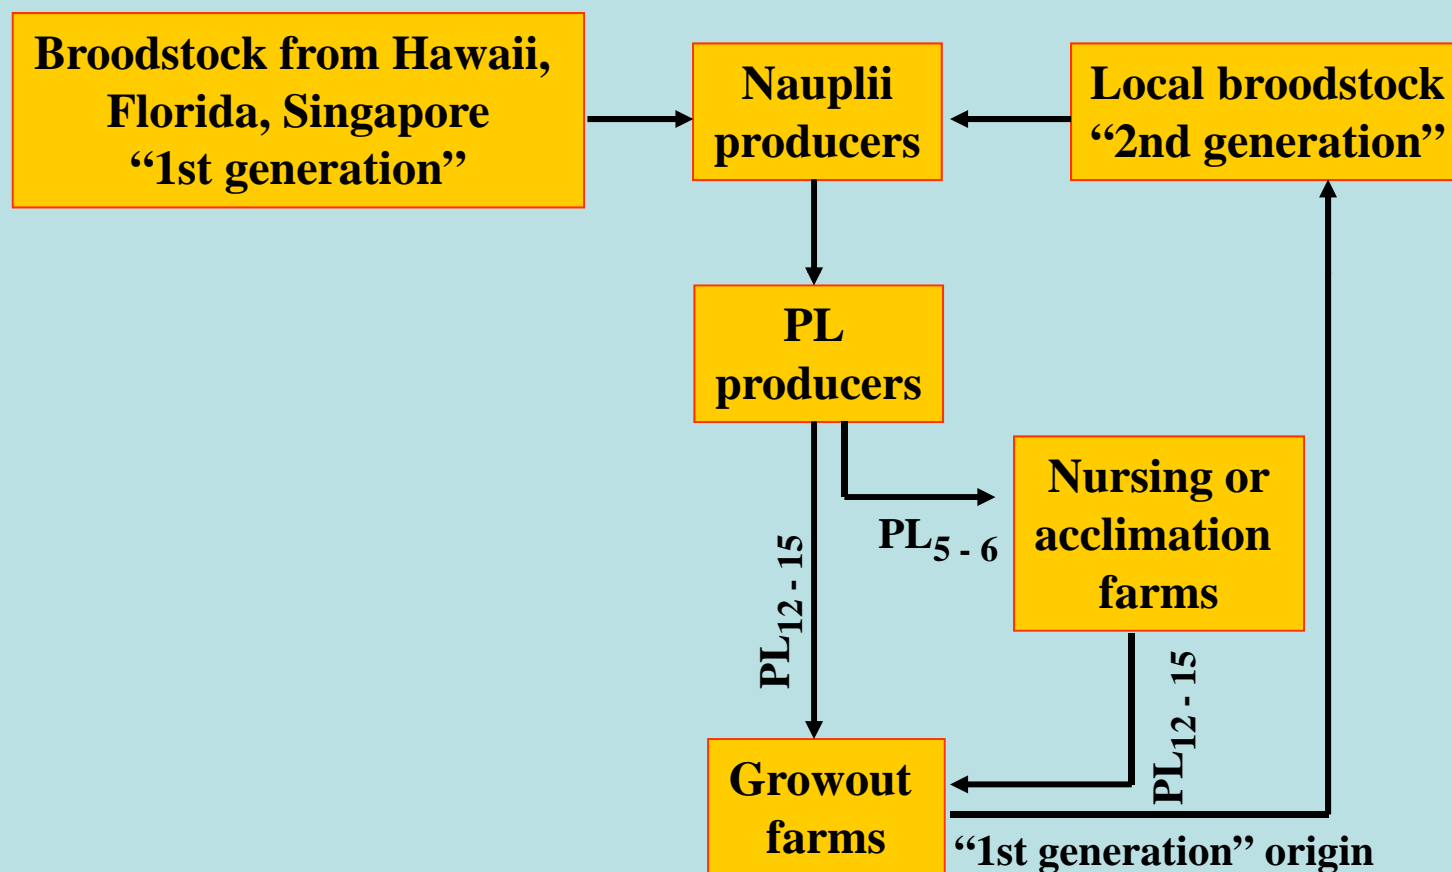 Broodstock from Hawaii,
Florida, Singapore
“1st generation”
Nauplii
producers
Local broodstock
“2nd generation”
PL
producers
Nursing or
acclimation
farms
PL5 - 6
PL12 - 15
PL12 - 15
Growout
farms
“1st generation” origin